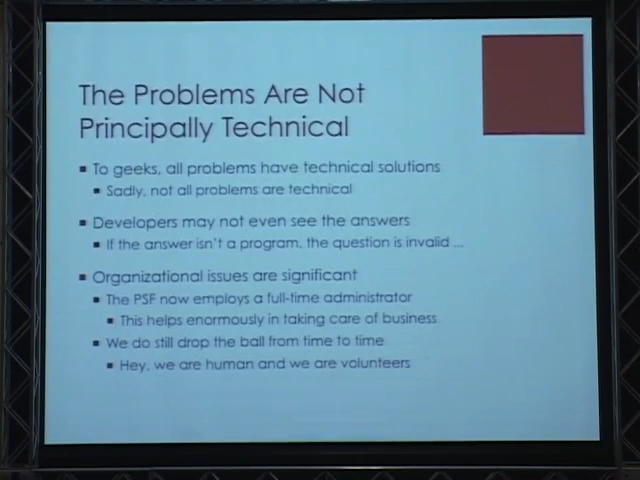 The Problems Are Not
Principally Technical
To geeks, all problems have technical solutions
Sadly, not all problems are technical
Developers may not even see the answers
If the answer isn't a program, the question is invalid ...
Organizational issues are significant
The PSF now employs a full-time administrator
This helps enormously in taking care of business
We do still drop the ball from time to time
Hey, we are human and we are volunteers